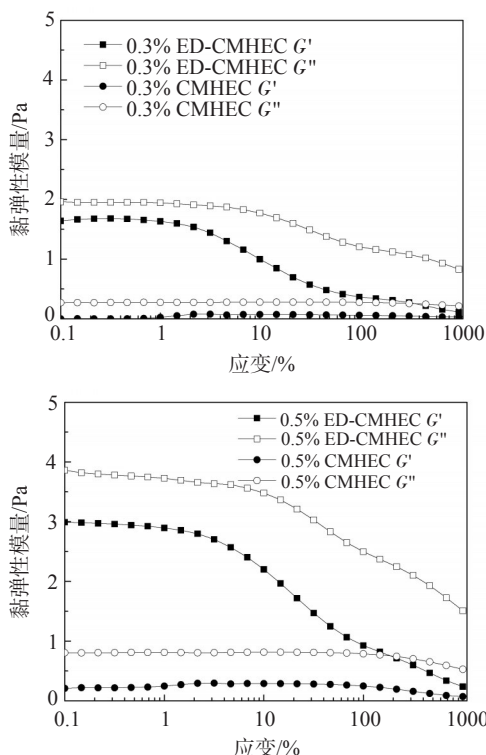 5
0.3% ED-CMHEC G'
0.3% ED-CMHEC G"
0.3% CMHEC G'
0.3% CMHEC G"
4
3
2
1
0
黏弹性模量/Pa
0.1 1 10 100 1000
应变/%
5
0.5% ED-CMHEC G'
0.5% ED-CMHEC G"
0.5% CMHEC G'
0.5% CMHEC G"
4
3
2
1
0
黏弹性模量/Pa
0.1 1 10 100 1000
应变/%